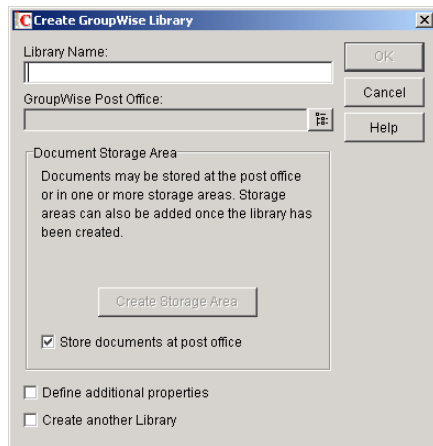 Create GroupWise Library
Library Name:
OK
Cancel
GroupWise Post Office:
Help
Document Storage Area
Documents may be stored at the post office
or in one or more storage areas. Storage
areas can also be added once the library has
been created.
Create Storage Area
Store documents at post office
Define additional properties
Create another Library